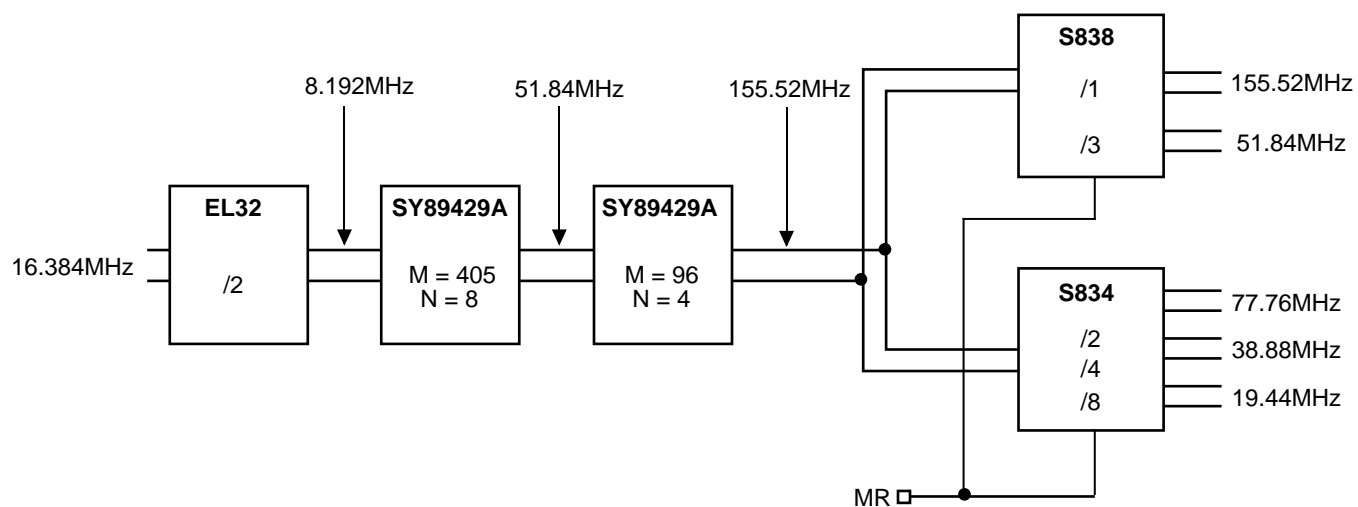 S838
8.192MHz
51.84MHz
155.52MHz
/1
155.52MHz
/3
51.84MHz
EL32
SY89429A
SY89429A
16.384MHz
/2
M = 405
N = 8
M = 96
N = 4
S834
77.76MHz
/2
38.88MHz
/4
/8
19.44MHz
MR